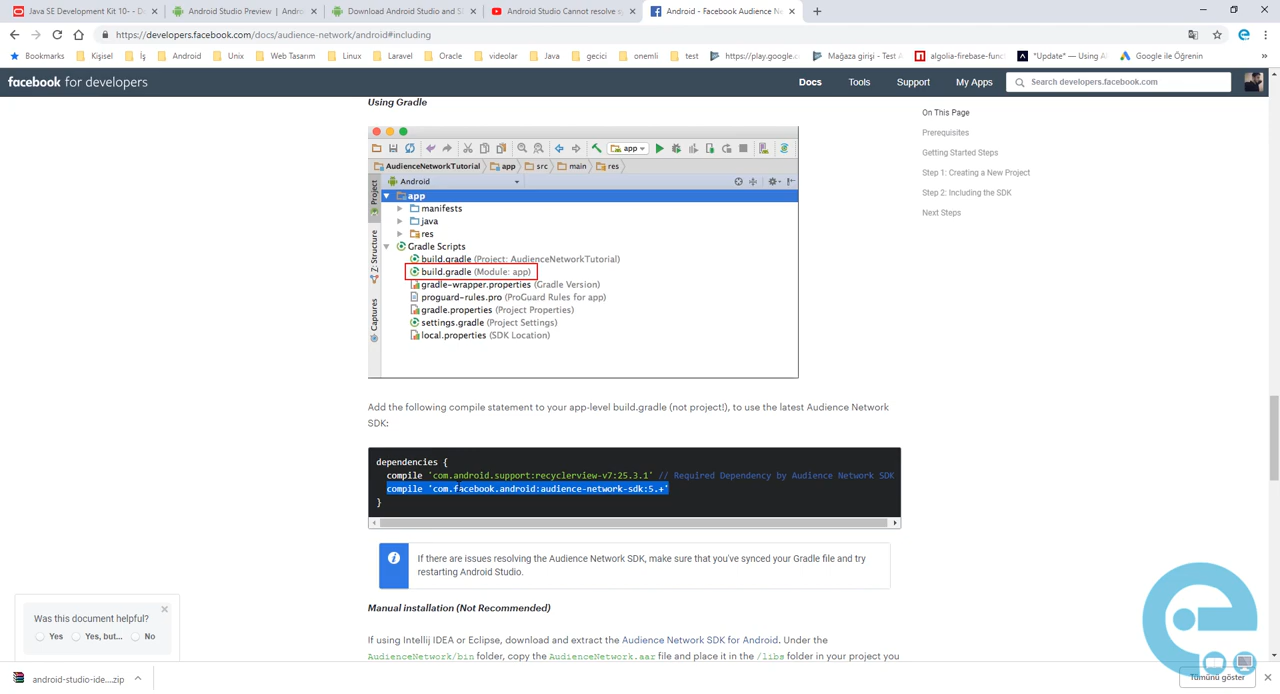 Java SE Development Kit 10- - D
Android Studio Preview | Andro
Download Android Studio and S
Android Studio Cannot resolve s
Android - Facebook Audience Ne
https://developers.facebook.com/docs/audience-network/android#including
Bookmarks Kişisel İş Android Unix Web Tasarım Linux Laravel Oracle videolar Java gecici onemli test https://play.google.c Mağaza girişi - Test A algolia-firebase-func *Update* — Using Al Google ile Öğrenin »
facebook for developers
Docs Tools Support My Apps Search developers.facebook.com
Using Gradle
app
AudienceNetworkTutorial app src main res
Android
Project
app
manifests
java
res
Gradle Scripts
build.gradle (Project: AudienceNetworkTutorial)
build.gradle (Module: app)
gradle-wrapper.properties (Gradle Version)
proguard-rules.pro (ProGuard Rules for app)
gradle.properties (Project Properties)
settings.gradle (Project Settings)
local.properties (SDK Location)
Z: Structure
Captures
On This Page
Prerequisites
Getting Started Steps
Step 1: Creating a New Project
Step 2: Including the SDK
Next Steps
Add the following compile statement to your app-level build.gradle (not project!), to use the latest Audience Network
SDK:
dependencies {
compile 'com.android.support:recyclerview-v7:25.3.1' // Required Dependency by Audience Network SDK
compile 'com.facebook.android:audience-network-sdk:5.+'
}
If there are issues resolving the Audience Network SDK, make sure that you've synced your Gradle file and try
restarting Android Studio.
Manual installation (Not Recommended)
If using Intellij IDEA or Eclipse, download and extract the Audience Network SDK for Android. Under the
AudienceNetwork/bin folder, copy the AudienceNetwork.aar file and place it in the /libs folder in your project you
Was this document helpful?
Yes Yes, but... No
android-studio-ide....zip
Tümünü göster